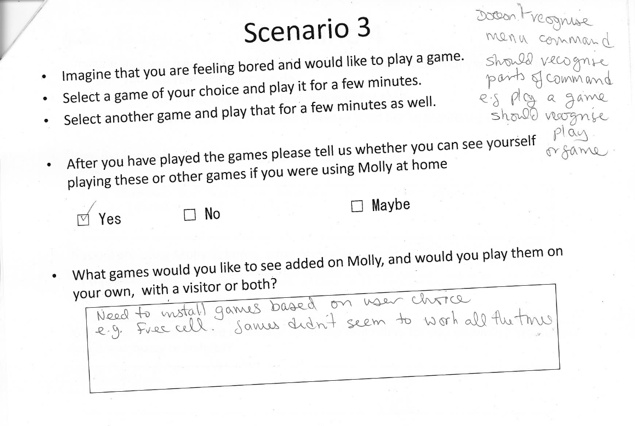 Scenario 3
Doesn't recognise
menu command
should recognise
parts of command
e.g play a game
should recognise
play
or game
• Imagine that you are feeling bored and would like to play a game.
• Select a game of your choice and play it for a few minutes.
• Select another game and play that for a few minutes as well.
• After you have played the games please tell us whether you can see yourself
playing these or other games if you were using Molly at home
☑ Yes ☐ No ☐ Maybe
• What games would you like to see added on Molly, and would you play them on
your own, with a visitor or both?
Need to install games based on user choice
e.g. Free cell. Games didn't seem to work all the time